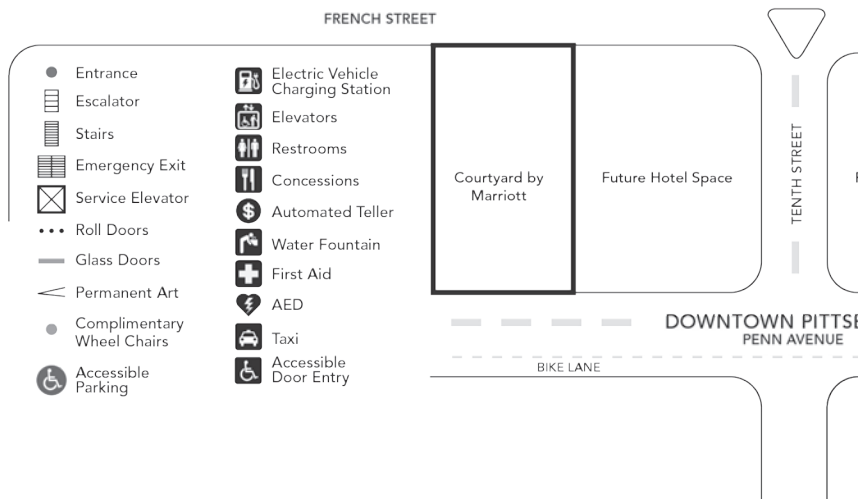 FRENCH STREET
Entrance
Escalator
Stairs
Emergency Exit
Service Elevator
Roll Doors
Glass Doors
Permanent Art
Complimentary
Wheel Chairs
Accessible
Parking
Electric Vehicle
Charging Station
Elevators
Restrooms
Concessions
Automated Teller
$
Water Fountain
First Aid
AED
Taxi
Accessible
Door Entry
Courtyard by
Marriott
Future Hotel Space
TENTH STREET
DOWNTOWN
PENN AVENUE
BIKE LANE